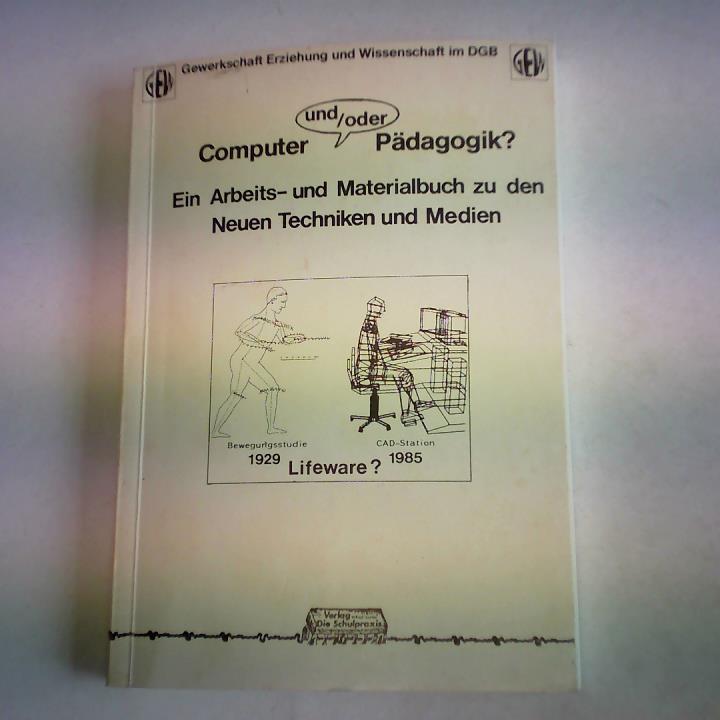 GEW Gewerkschaft Erziehung und Wissenschaft im DGB GEW
und/oder
Computer Pädagogik?
Ein Arbeits- und Materialbuch zu den
Neuen Techniken und Medien
Bewegungsstudie CAD-Station
1929 1985
Lifeware?
Verlag
Die Schulpraxis